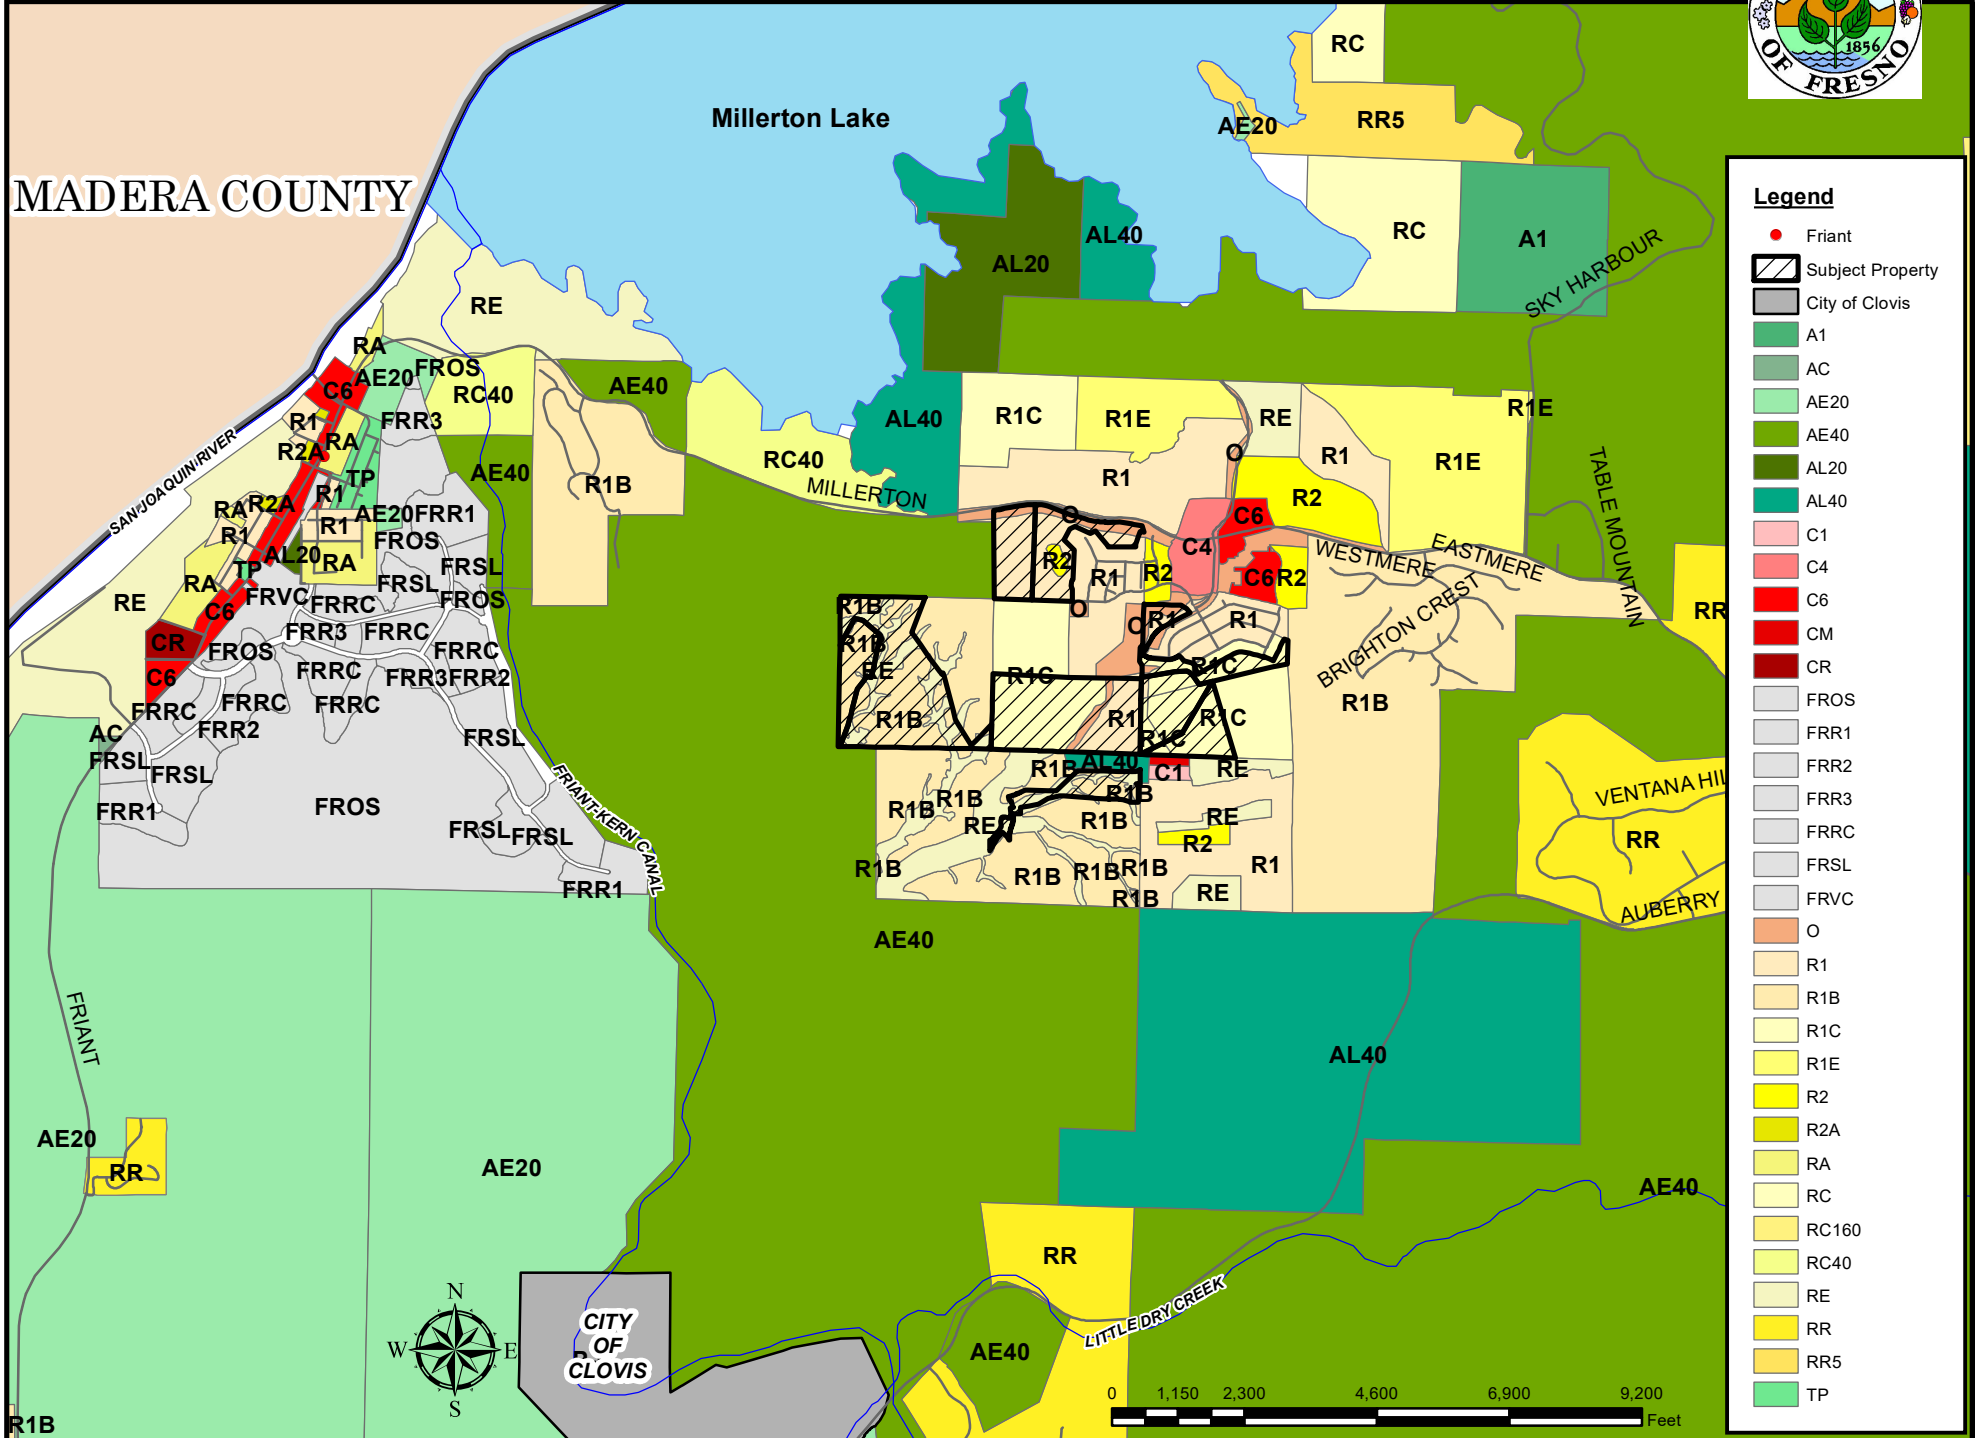 RC
1856
OF FRESNO
Millerton Lake
AE20
RR5
MADERA COUNTY
Legend
Friant
Subject Property
City of Clovis
A1
AC
AE20
AE40
AL20
AL40
C1
C4
C6
CM
CR
FROS
FRR1
FRR2
FRR3
FRRC
FRSL
FRVC
O
R1
R1B
R1C
R1E
R2
R2A
RA
RC
RC160
RC40
RE
RR
RR5
TP
AL40
RC
A1
AL20
SKY HARBOUR
RE
RA
FROS
AE20
C6
RC40
AE40
FRR3
R1
RA
R2A
AL40
R1C
R1E
RE
R1E
O
R1
R1E
RC40
MILLERTON
R1
R2
TABLE MOUNTAIN
SAN JOAQUIN RIVER
TP
AE40
R1B
R1
RA
R2A
R1
R1
AE20
FRR1
FROS
AL20
RA
FRSL
TP
RA
FRVC
FRSL
FRRC
FROS
RE
C6
FRR3
FRRC
CR
FROS
FRRC
C6
FRRC
FRR3
FRR2
FRRC
FRRC
FRRC
FRR2
AC
FRSL
FRSL
FRSL
FRR1
FROS
FRSL
FRSL
FRR1
FRIANT-KERN CANAL
O
C6
C4
WESTMERE
EASTMERE
R2
R1
R2
C6
R2
BRIGHTON CREST
RR
R1B
O
R1
R1
R1B
RE
R1C
R1C
R1B
R1B
R1
R1C
R1C
AL40
R1B
C1
RE
R1B
R1B
R1B
RE
R1B
RE
R2
R1B
R1B
R1B
R1B
R1
R1B
RE
VENTANA HIL
RR
AUBERRY
AE40
FRIANT
AL40
AE20
RR
AE20
AE40
RR
LITTLE DRY CREEK
AE40
N
W
E
S
CITY
OF
CLOVIS
R1B
0
1,150
2,300
4,600
6,900
9,200
Feet